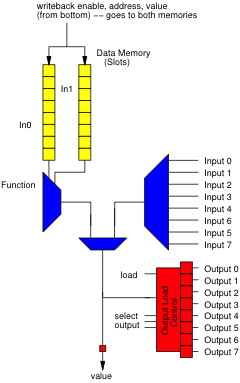 writeback enable, address, value
(from bottom) −− goes to both memories
Data Memory
(Slots)
In1
In0
Function
Input 0
Input 1
Input 2
Input 3
Input 4
Input 6
Input 5
Input 7
load
select
output
Output Load
Control
Output 0
Output 1
Output 2
Output 3
Output 4
Output 5
Output 6
Output 7
value